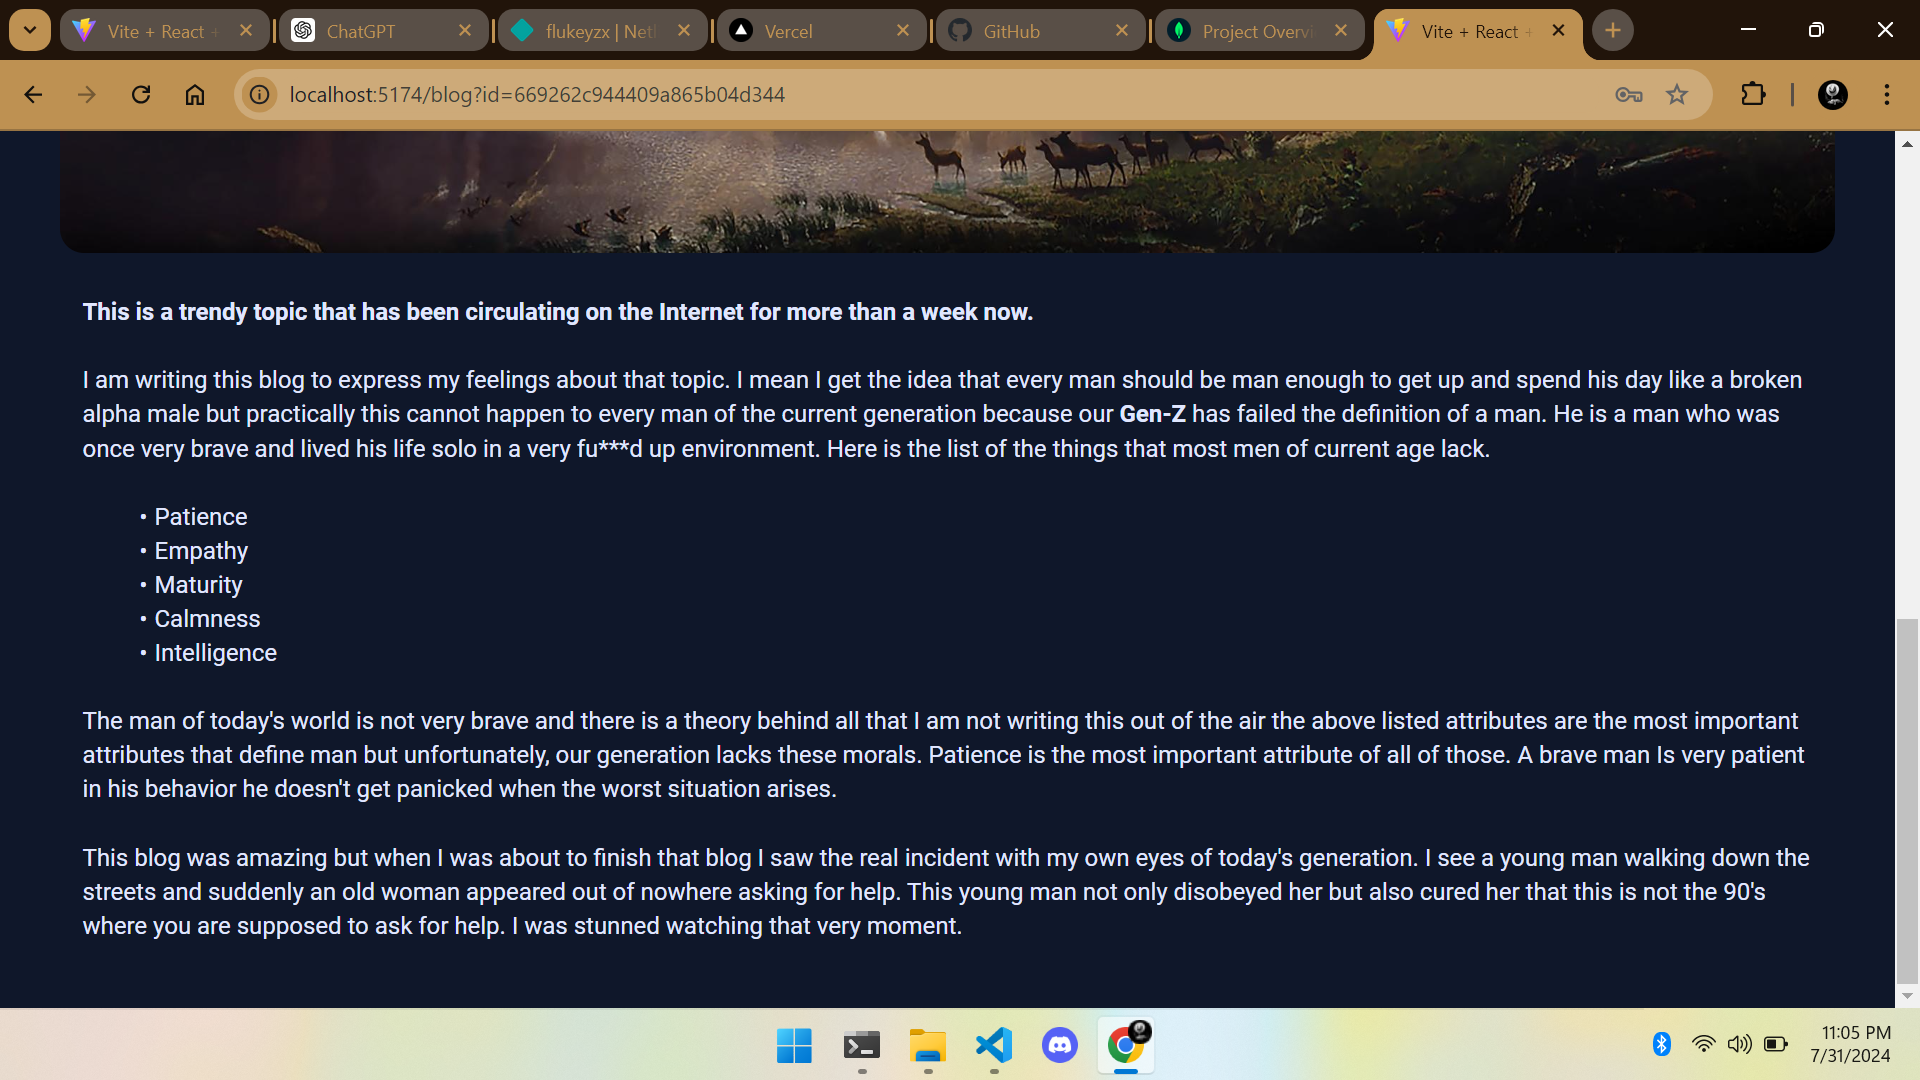 Vite + React +
ChatGPT
flukeyzx | Netl
Vercel
GitHub
Project Overvi
Vite + React +
localhost:5174/blog?id=669262c944409a865b04d344
This is a trendy topic that has been circulating on the Internet for more than a week now.
I am writing this blog to express my feelings about that topic. I mean I get the idea that every man should be man enough to get up and spend his day like a broken
alpha male but practically this cannot happen to every man of the current generation because our Gen-Z has failed the definition of a man. He is a man who was
once very brave and lived his life solo in a very fu***d up environment. Here is the list of the things that most men of current age lack.
• Patience
• Empathy
• Maturity
• Calmness
• Intelligence
The man of today's world is not very brave and there is a theory behind all that I am not writing this out of the air the above listed attributes are the most important
attributes that define man but unfortunately, our generation lacks these morals. Patience is the most important attribute of all of those. A brave man Is very patient
in his behavior he doesn't get panicked when the worst situation arises.
This blog was amazing but when I was about to finish that blog I saw the real incident with my own eyes of today's generation. I see a young man walking down the
streets and suddenly an old woman appeared out of nowhere asking for help. This young man not only disobeyed her but also cured her that this is not the 90's
where you are supposed to ask for help. I was stunned watching that very moment.
11:05 PM
7/31/2024